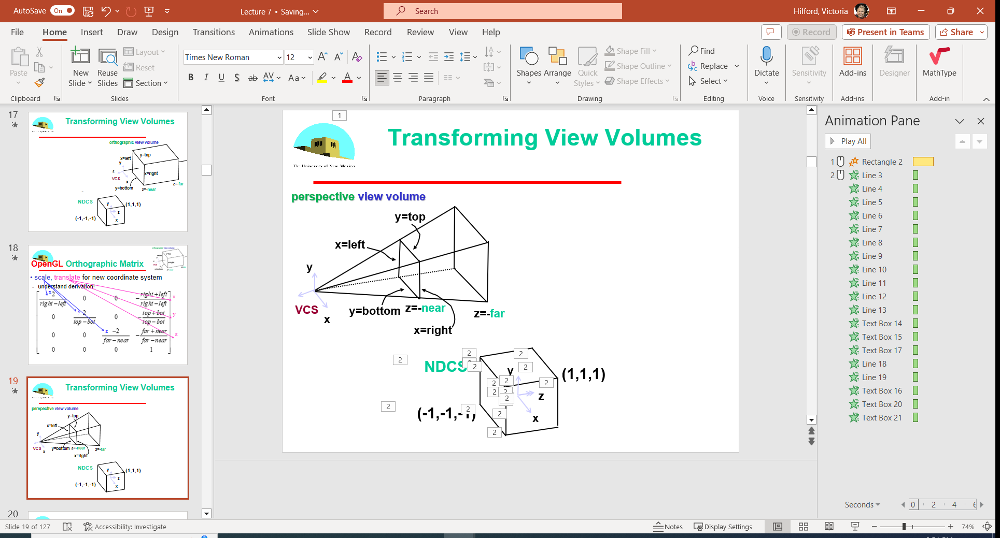 AutoSave On
Lecture 7 • Saving...
Search
Hilford, Victoria
File Home Insert Draw Design Transitions Animations Slide Show Record Review View Help
Record Present in Teams Share
Paste
Clipboard
New Slide
Reuse Slides
Layout
Reset
Section
Slides
Times New Roman 12
B I U S ab AV Aa A
Font
Paragraph
Shapes Arrange Quick Styles
Shape Fill
Shape Outline
Shape Effects
Drawing
Find
Replace
Select
Editing
Dictate
Voice
Sensitivity
Sensitivity
Add-ins
Add-ins
Designer
MathType
Add-in
17
Transforming View Volumes
orthographic view volume
y=top
x=left
y
z
x=right
VCS
x
z=-far
y=bottom
z=-near
NDCS
y
(1,1,1)
z
(-1,-1,-1)
x
18
orthographic view volume
OpenGL Orthographic Matrix
• scale, translate for new coordinate system
- understand derivation!
x 2 right+left x
right-left 0 0 - right-left
0 y 2 0 - top+bot y
top-bot top-bot
0 0 z -2 - far+near z
far-near far-near
0 0 0 1
19
Transforming View Volumes
perspective view volume
y=top
x=left
y
VCS
x
y=bottom z=-near
z=-far
x=right
NDCS
y
(1,1,1)
z
(-1,-1,-1)
x
20
1
The University of New Mexico
Transforming View Volumes
perspective view volume
y=top
x=left
y
VCS
x
y=bottom z=-near
z=-far
x=right
2
2
2
NDCS
2
y
2
(1,1,1)
2
2
2
2
2
2
z
2
(-1,-1,-1)
2
2
x
2
Animation Pane
Play All
1 Rectangle 2
2 Line 3
Line 4
Line 5
Line 6
Line 7
Line 8
Line 9
Line 10
Line 11
Line 12
Line 13
Text Box 14
Text Box 15
Text Box 17
Line 18
Line 19
Text Box 16
Text Box 20
Text Box 21
Seconds 0 2 4 6
Slide 19 of 127
Accessibility: Investigate
Notes
Display Settings
74%